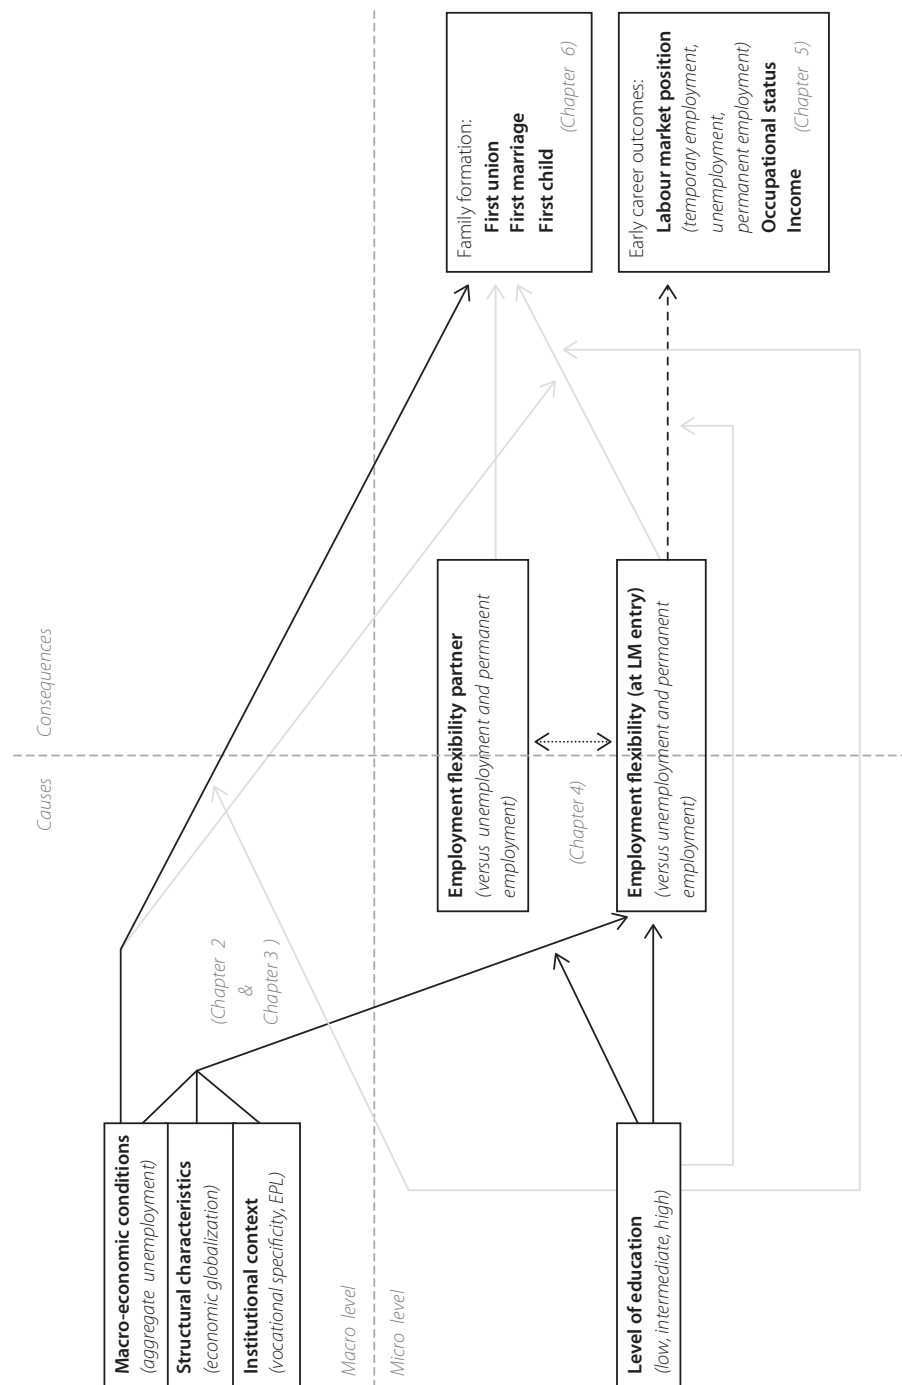 Causes
Consequences
Macro-economic conditions
(aggregate unemployment)
Structural characteristics
(economic globalization)
Institutional context
(vocational specificity, EPL)
(Chapter 2
&
Chapter 3 )
Macro level
Micro level
Level of education
(low, intermediate, high)
Employment flexibility partner
(versus unemployment and permanent
employment)
(Chapter 4)
Employment flexibility (at LM entry)
(versus unemployment and permanent
employment)
Family formation:
First union
First marriage
First child
(Chapter 6)
Early career outcomes:
Labour market position
(temporary employment,
unemployment,
permanent employment)
Occupational status
Income
(Chapter 5)